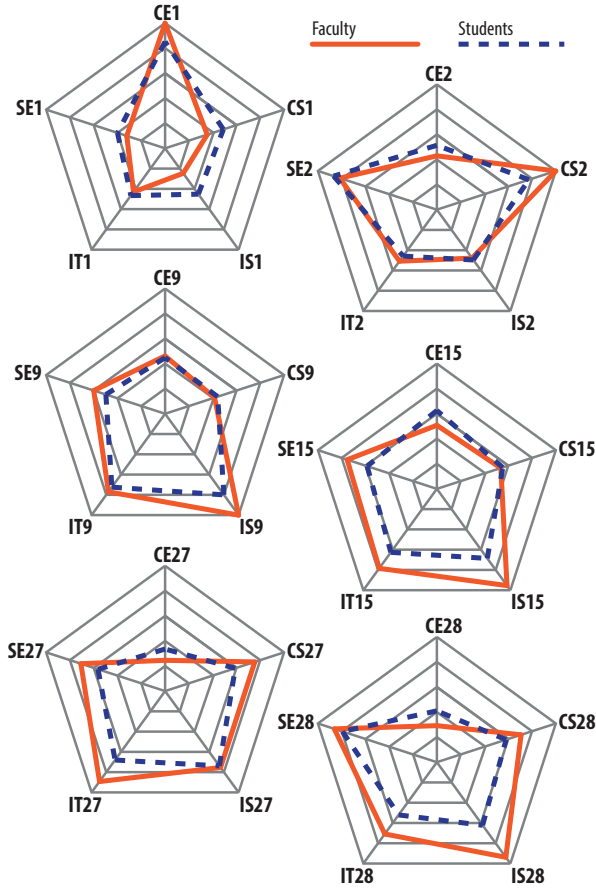 CE1
Faculty
Students
SE1
CS1
IT1
IS1
CE2
SE2
CS2
IT2
IS2
CE9
SE9
CS9
IT9
IS9
CE15
SE15
CS15
IT15
IS15
CE27
SE27
CS27
IT27
IS27
CE28
SE28
CS28
IT28
IS28